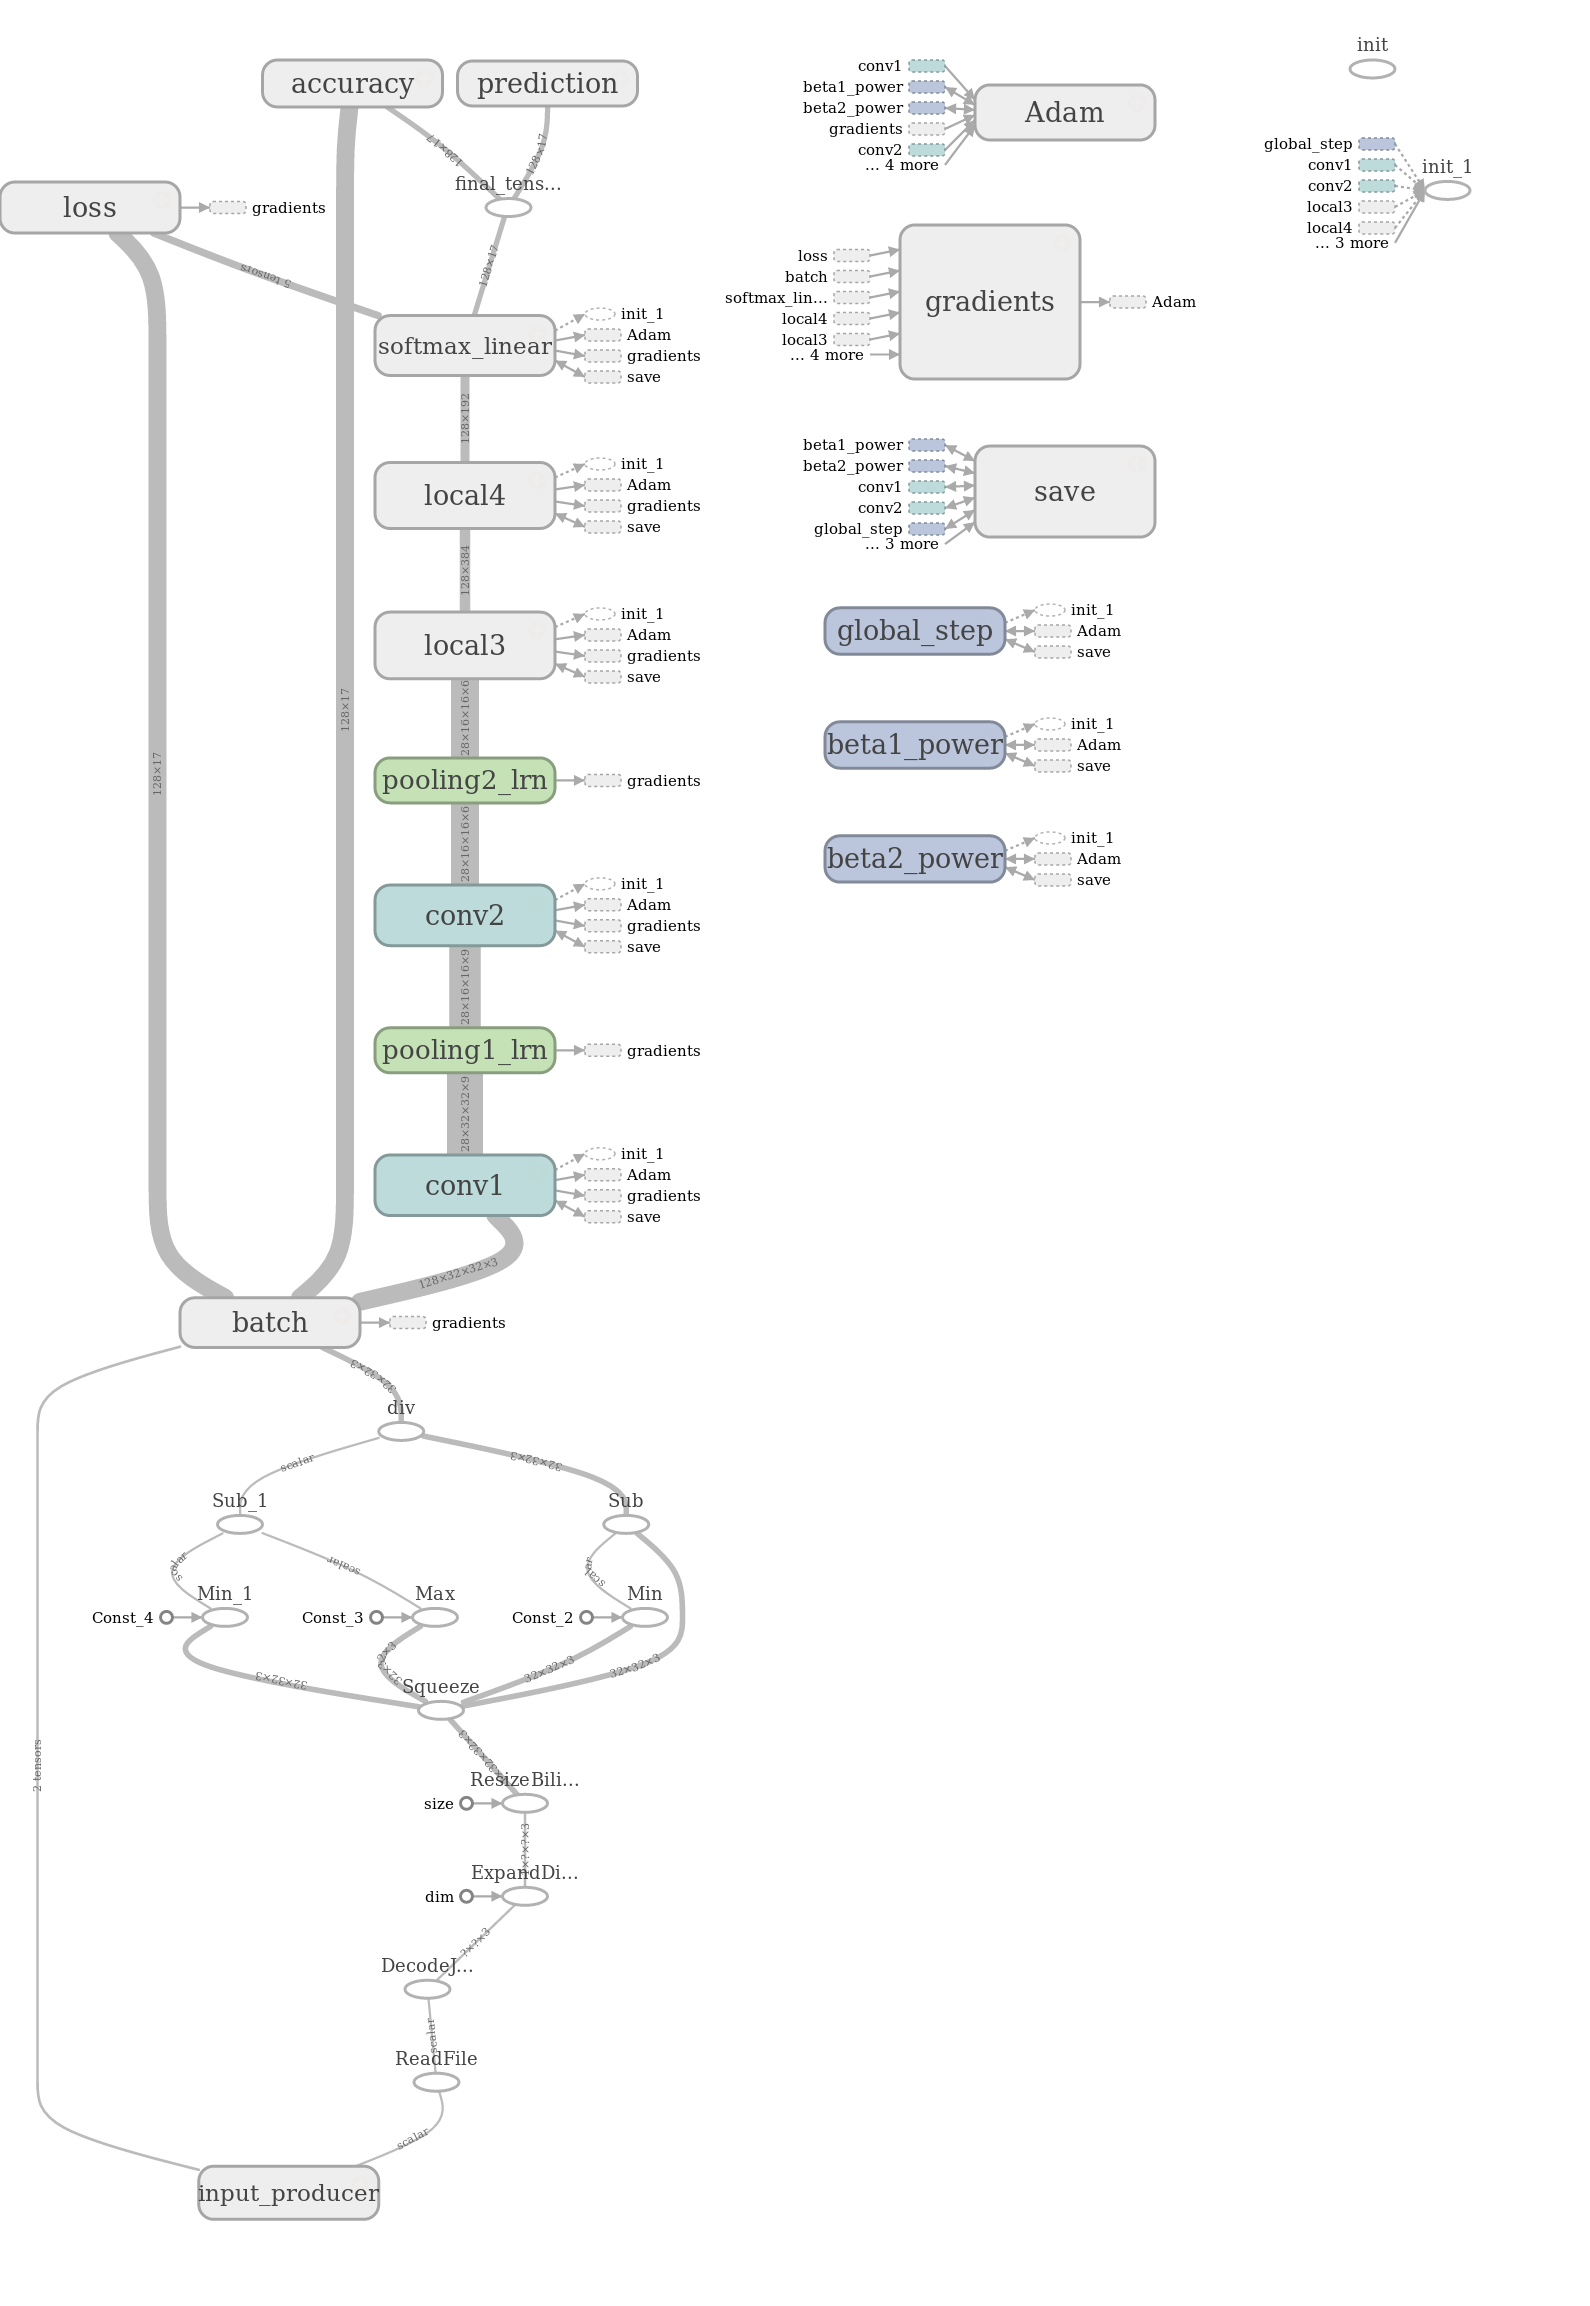 accuracy
prediction
128×17
128×17
final_tens...
loss
gradients
5 tensors
128×17
softmax_linear
init_1
Adam
gradients
save
128×192
local4
init_1
Adam
gradients
save
128×384
local3
init_1
Adam
gradients
save
128×17
128×17
28×16×16×6
pooling2_lrn
gradients
28×16×16×6
conv2
init_1
Adam
gradients
save
28×16×16×9
pooling1_lrn
gradients
28×32×32×9
conv1
init_1
Adam
gradients
save
128×32×32×3
batch
gradients
32×32×3
div
scalar
32×32×3
Sub_1
Sub
scalar
scalar
scalar
Min_1
Max
Min
Const_4
Const_3
Const_2
32×32×3
32×32×3
32×32×3
Squeeze
ResizeBili...
size
2 tensors
ExpandDi...
dim
?×?×3
DecodeJ...
scalar
ReadFile
scalar
input_producer
conv1
beta1_power
beta2_power
gradients
conv2
... 4 more
Adam
loss
batch
softmax_lin...
local4
local3
... 4 more
gradients
Adam
beta1_power
beta2_power
conv1
conv2
global_step
... 3 more
save
global_step
init_1
Adam
save
beta1_power
init_1
Adam
save
beta2_power
init_1
Adam
save
init
global_step
conv1
conv2
local3
local4
... 3 more
init_1